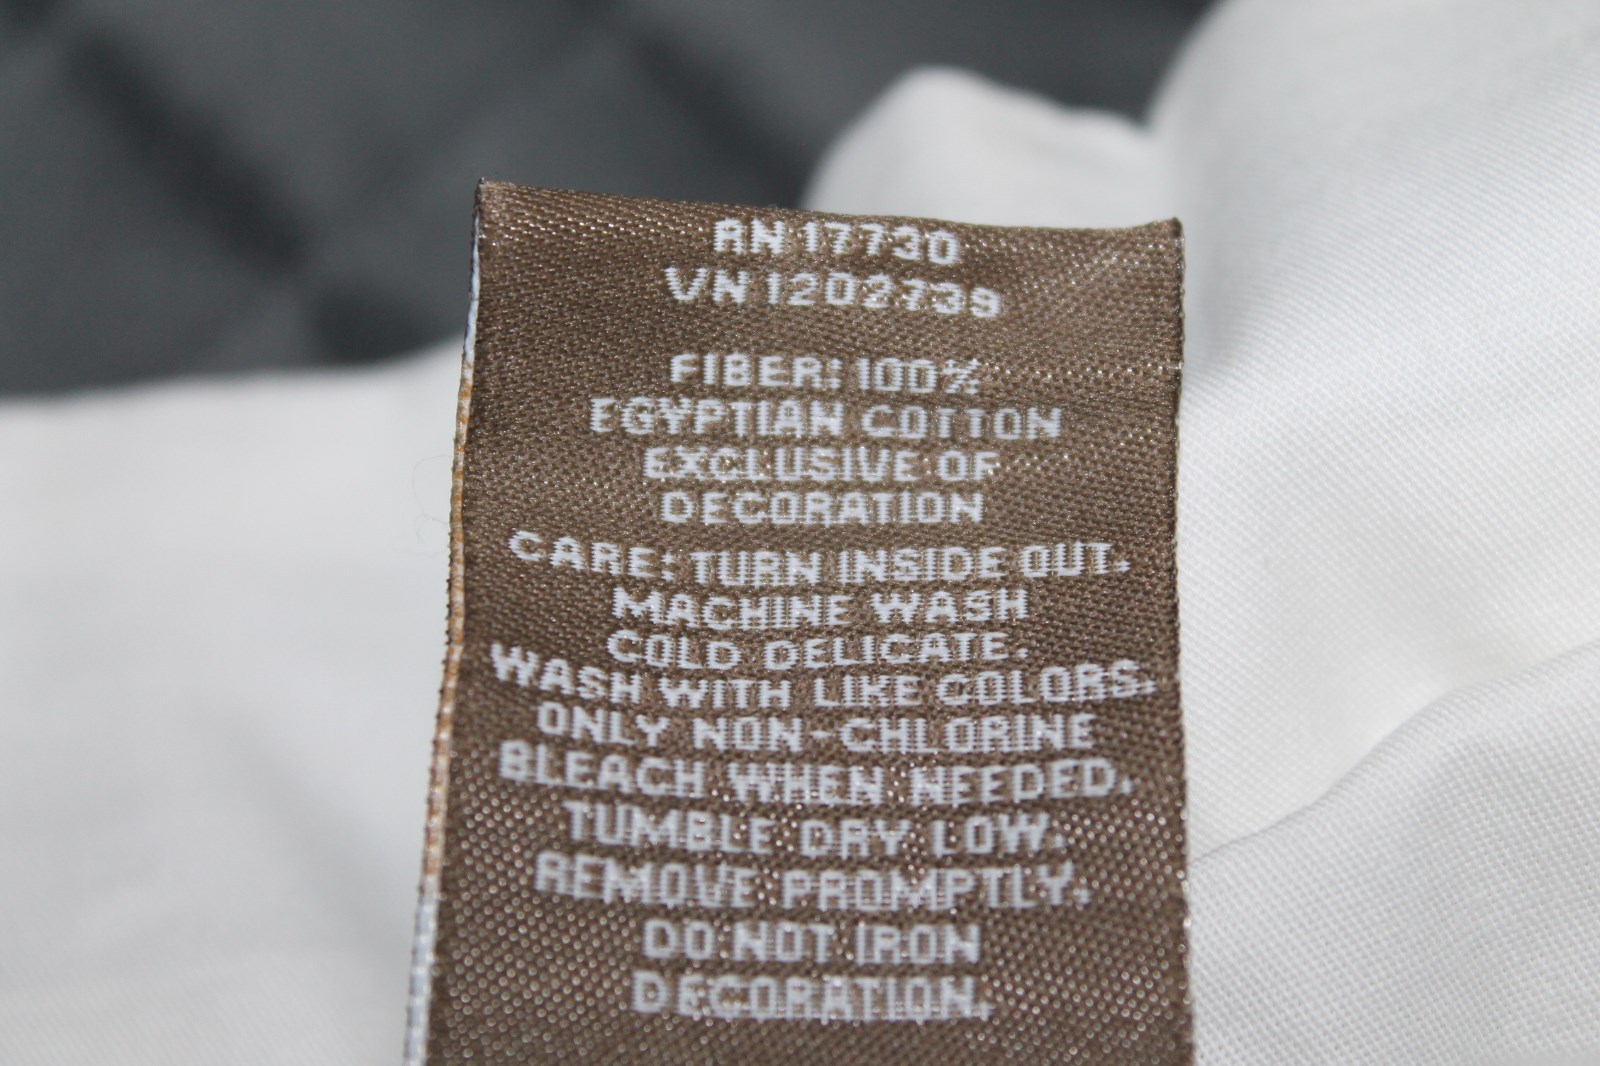 RN 17730
VN 1202739
FIBER: 100%
EGYPTIAN COTTON
EXCLUSIVE OF
DECORATION
CARE: TURN INSIDE OUT.
MACHINE WASH
COLD DELICATE.
WASH WITH LIKE COLORS.
ONLY NON-CHLORINE
BLEACH WHEN NEEDED.
TUMBLE DRY LOW.
REMOVE PROMPTLY.
DO NOT IRON
DECORATION.